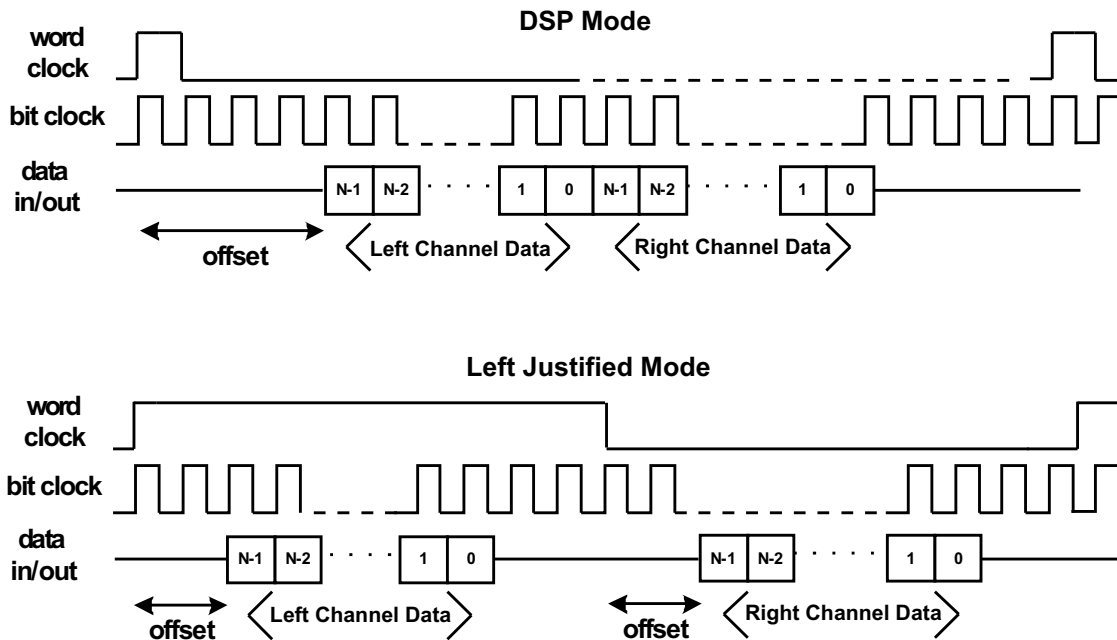 DSP Mode
word
clock
bit clock
data
in/out
N-1 N-2 1 0 N-1 N-2 1 0
offset
Left Channel Data
Right Channel Data
Left Justified Mode
word
clock
bit clock
data
in/out
N-1 N-2 1 0 N-1 N-2 1 0
offset
Left Channel Data
offset
Right Channel Data